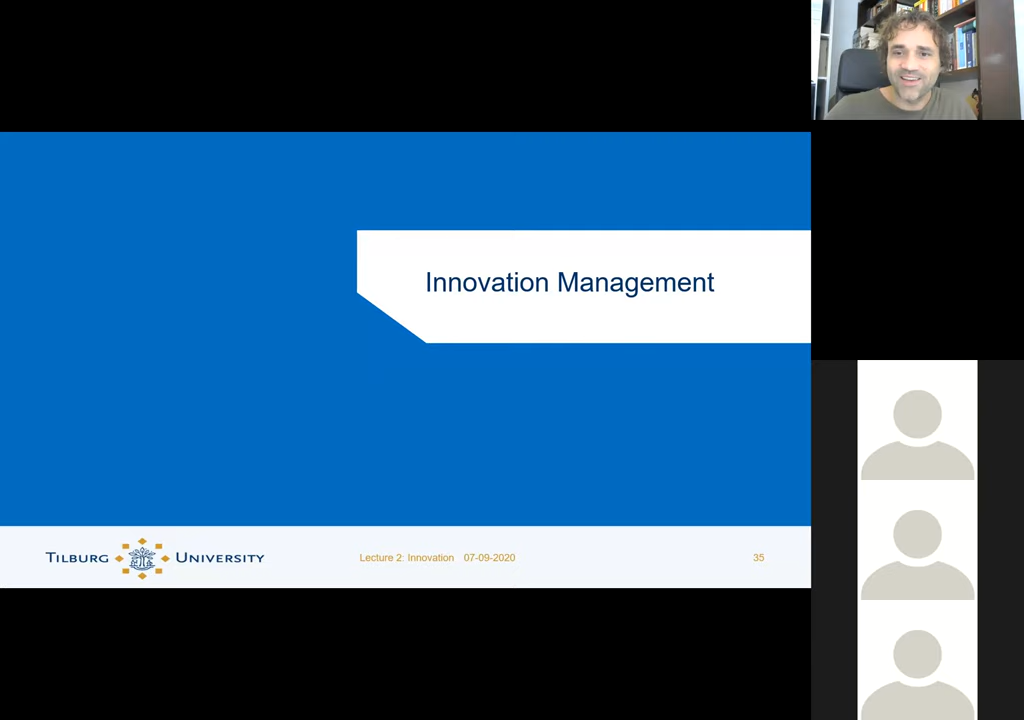 Innovation Management
TILBURG UNIVERSITY
Lecture 2: Innovation 07-09-2020
35